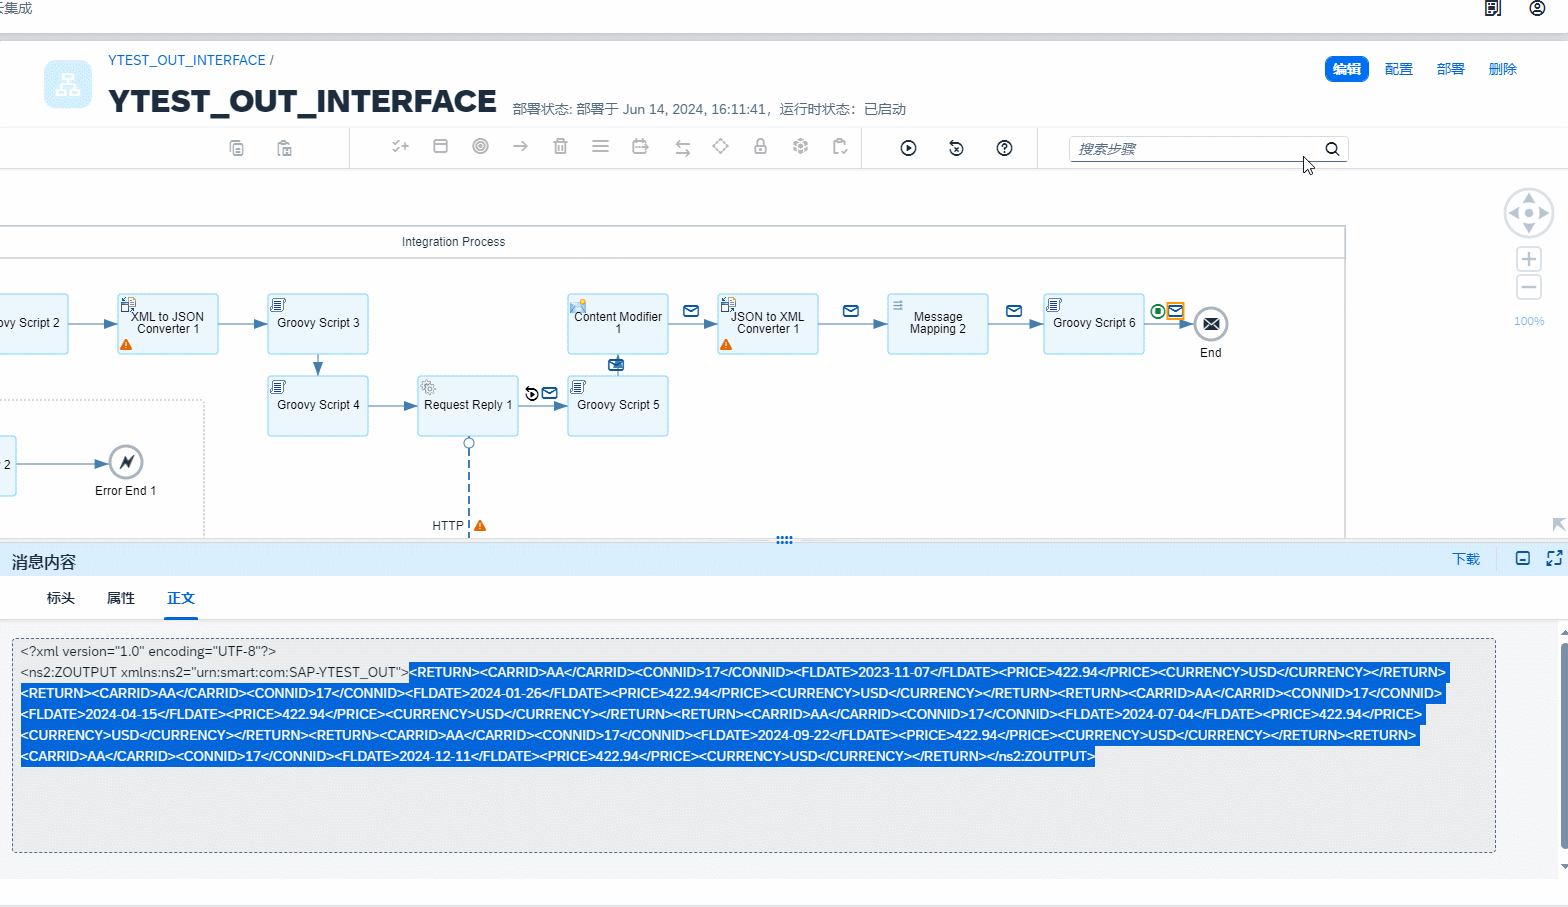 集成
YTEST_OUT_INTERFACE /
YTEST_OUT_INTERFACE
部署状态: 部署于 Jun 14, 2024, 16:11:41，运行时状态：已启动
编辑
配置
部署
删除
搜索步骤
Integration Process
Script 2
XML to JSON
Converter 1
Groovy Script 3
Content Modifier
1
JSON to XML
Converter 1
Message
Mapping 2
Groovy Script 6
End
100%
Groovy Script 4
Request Reply 1
Groovy Script 5
2
Error End 1
HTTP
消息内容
下载
标头
属性
正文
<?xml version="1.0" encoding="UTF-8"?>
<ns2:ZOUTPUT xmlns:ns2="urn:smart:com:SAP-YTEST_OUT"><RETURN><CARRID>AA</CARRID><CONNID>17</CONNID><FLDATE>2023-11-07</FLDATE><PRICE>422.94</PRICE><CURRENCY>USD</CURRENCY></RETURN>
<RETURN><CARRID>AA</CARRID><CONNID>17</CONNID><FLDATE>2024-01-26</FLDATE><PRICE>422.94</PRICE><CURRENCY>USD</CURRENCY></RETURN><RETURN><CARRID>AA</CARRID><CONNID>17</CONNID>
<FLDATE>2024-04-15</FLDATE><PRICE>422.94</PRICE><CURRENCY>USD</CURRENCY></RETURN><RETURN><CARRID>AA</CARRID><CONNID>17</CONNID><FLDATE>2024-07-04</FLDATE><PRICE>422.94</PRICE>
<CURRENCY>USD</CURRENCY></RETURN><RETURN><CARRID>AA</CARRID><CONNID>17</CONNID><FLDATE>2024-09-22</FLDATE><PRICE>422.94</PRICE><CURRENCY>USD</CURRENCY></RETURN><RETURN>
<CARRID>AA</CARRID><CONNID>17</CONNID><FLDATE>2024-12-11</FLDATE><PRICE>422.94</PRICE><CURRENCY>USD</CURRENCY></RETURN></ns2:ZOUTPUT>